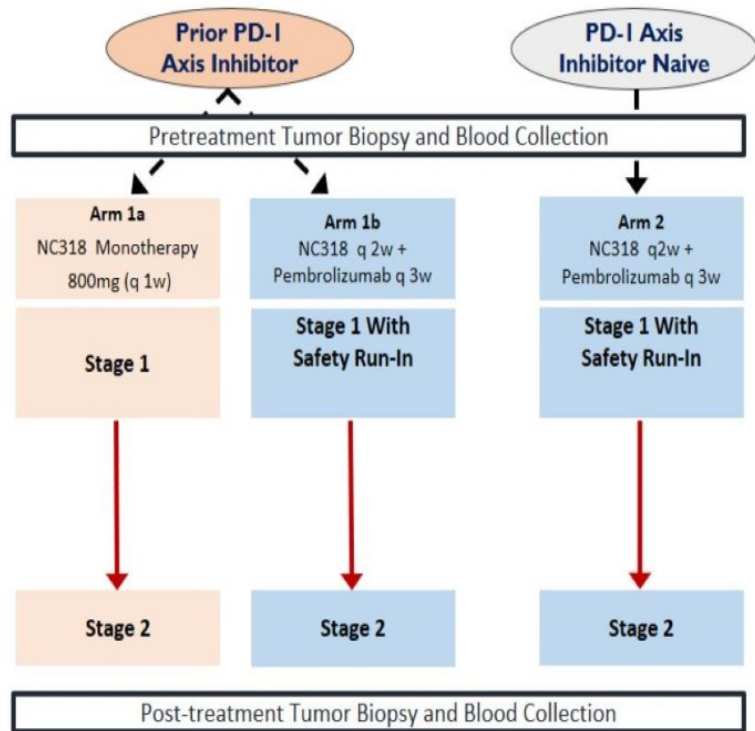 Prior PD-1
Axis Inhibitor
PD-1 Axis
Inhibitor Naive
Pretreatment Tumor Biopsy and Blood Collection
Arm 1a
NC318 Monotherapy
800mg (q 1w)
Arm 1b
NC318 q 2w +
Pembrolizumab q 3w
Arm 2
NC318 q2w +
Pembrolizumab q 3w
Stage 1
Stage 1 With
Safety Run-In
Stage 1 With
Safety Run-In
Stage 2
Stage 2
Stage 2
Post-treatment Tumor Biopsy and Blood Collection